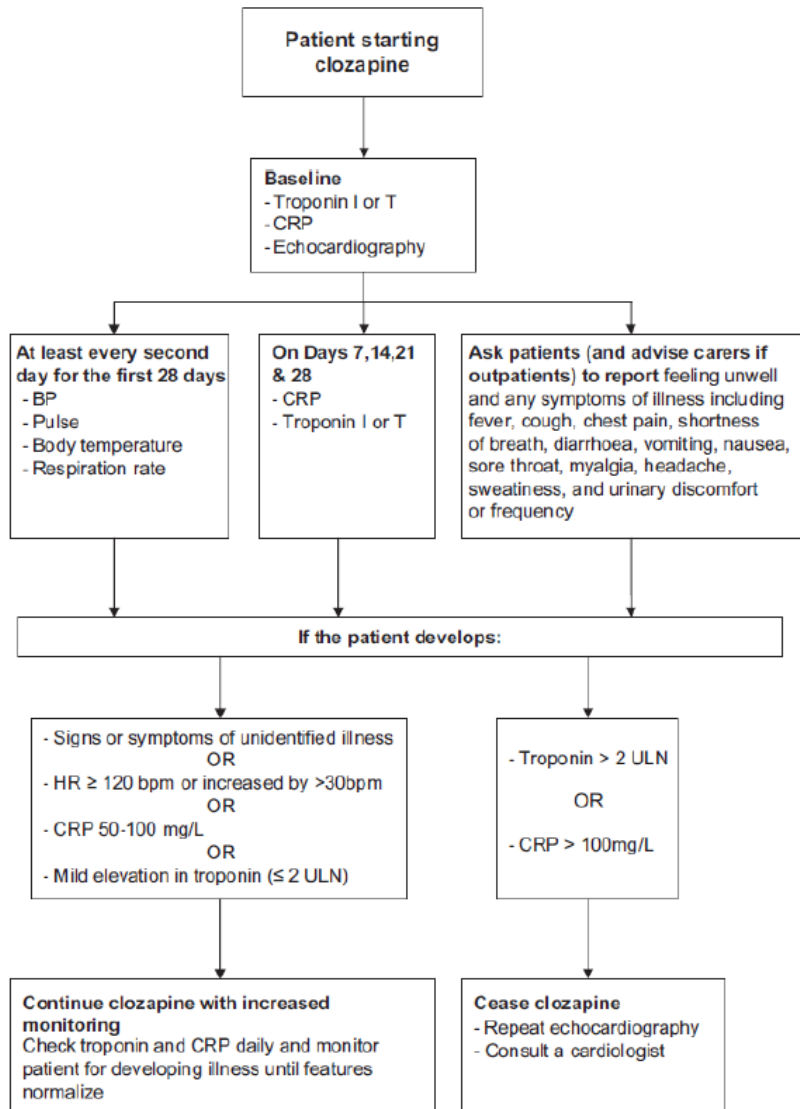 Patient starting
clozapine
Baseline
- Troponin I or T
- CRP
- Echocardiography
At least every second
day for the first 28 days
- BP
- Pulse
- Body temperature
- Respiration rate
On Days 7,14,21
& 28
- CRP
- Troponin I or T
Ask patients (and advise carers if
outpatients) to report feeling unwell
and any symptoms of illness including
fever, cough, chest pain, shortness
of breath, diarrhoea, vomiting, nausea,
sore throat, myalgia, headache,
sweatiness, and urinary discomfort
or frequency
If the patient develops:
- Signs or symptoms of unidentified illness
OR
- HR ≥ 120 bpm or increased by >30bpm
OR
- CRP 50-100 mg/L
OR
- Mild elevation in troponin (≤ 2 ULN)
- Troponin > 2 ULN
OR
- CRP > 100mg/L
Continue clozapine with increased
monitoring
Check troponin and CRP daily and monitor
patient for developing illness until features
normalize
Cease clozapine
- Repeat echocardiography
- Consult a cardiologist